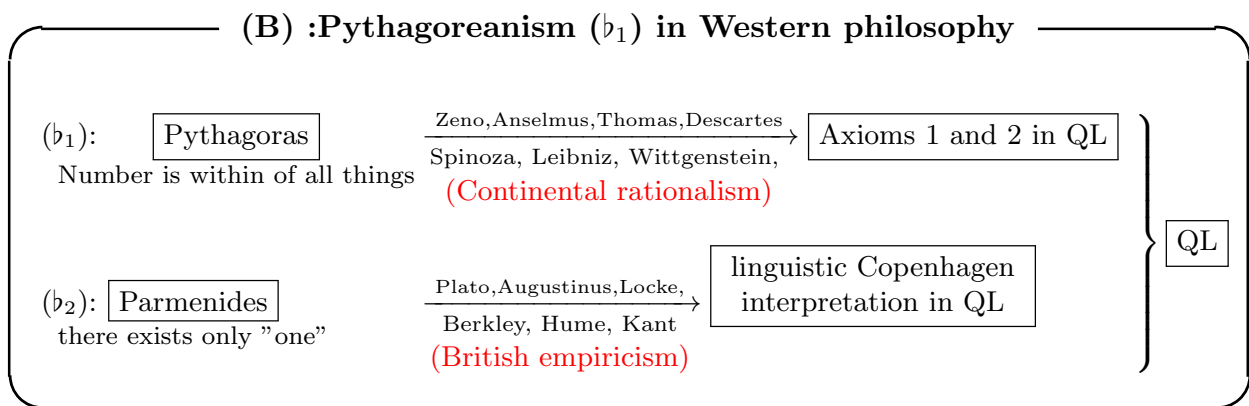 (B) :Pythagoreanism (♭₁) in Western philosophy
Zeno,Anselmus,Thomas,Descartes
(♭₁): Pythagoras Axioms 1 and 2 in QL
Number is within of all things Spinoza, Leibniz, Wittgenstein,
(Continental rationalism)
QL
linguistic Copenhagen
Plato,Augustinus,Locke,
(♭₂): Parmenides interpretation in QL
there exists only "one" Berkley, Hume, Kant
(British empiricism)